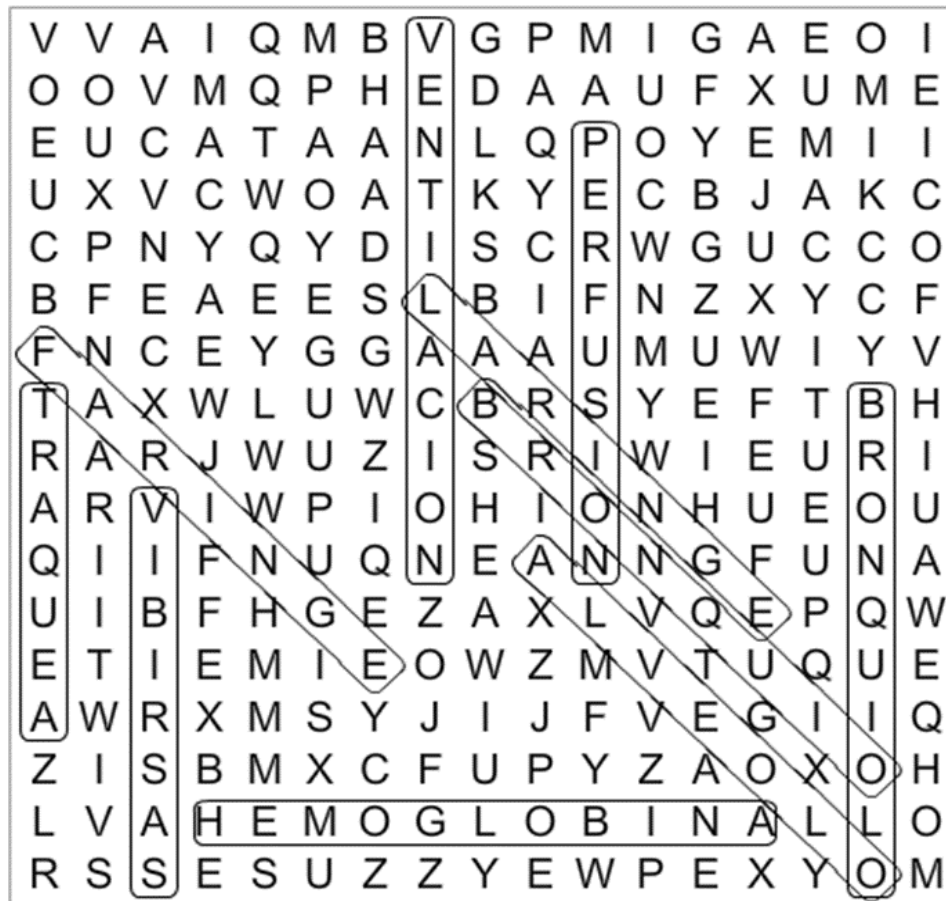 V V A I Q M B V G P M I G A E O I
O O V M Q P H E D A A U F X U M E
E U C A T A A N L Q P O Y E M I I
U X V C W O A T K Y E C B J A K C
C P N Y Q Y D I S C R W G U C C O
B F E A E E S L B I F N Z X Y C F
F N C E Y G G A A A U M U W I Y V
T A X W L U W C B R S Y E F T B H
R A R J W U Z I S R I W I E U R I
A R V I W P I O H I O N H U E O U
Q I I F N U Q N E A N N G F U N A
U I B F H G E Z A X L V Q E P Q W
E T I E M I E O W Z M V T U Q U E
A W R X M S Y J I J F V E G I I Q
Z I S B M X C F U P Y Z A O X O H
L V A H E M O G L O B I N A L L O
R S S E S U Z Z Y E W P E X Y O M